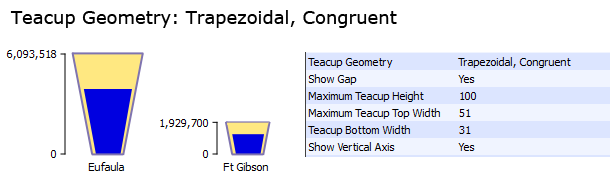 Teacup Geometry: Trapezoidal, Congruent
6,093,518
0
Eufaula
1,929,700
0
Ft Gibson
Teacup Geometry Trapezoidal, Congruent
Show Gap Yes
Maximum Teacup Height 100
Maximum Teacup Top Width 51
Teacup Bottom Width 31
Show Vertical Axis Yes